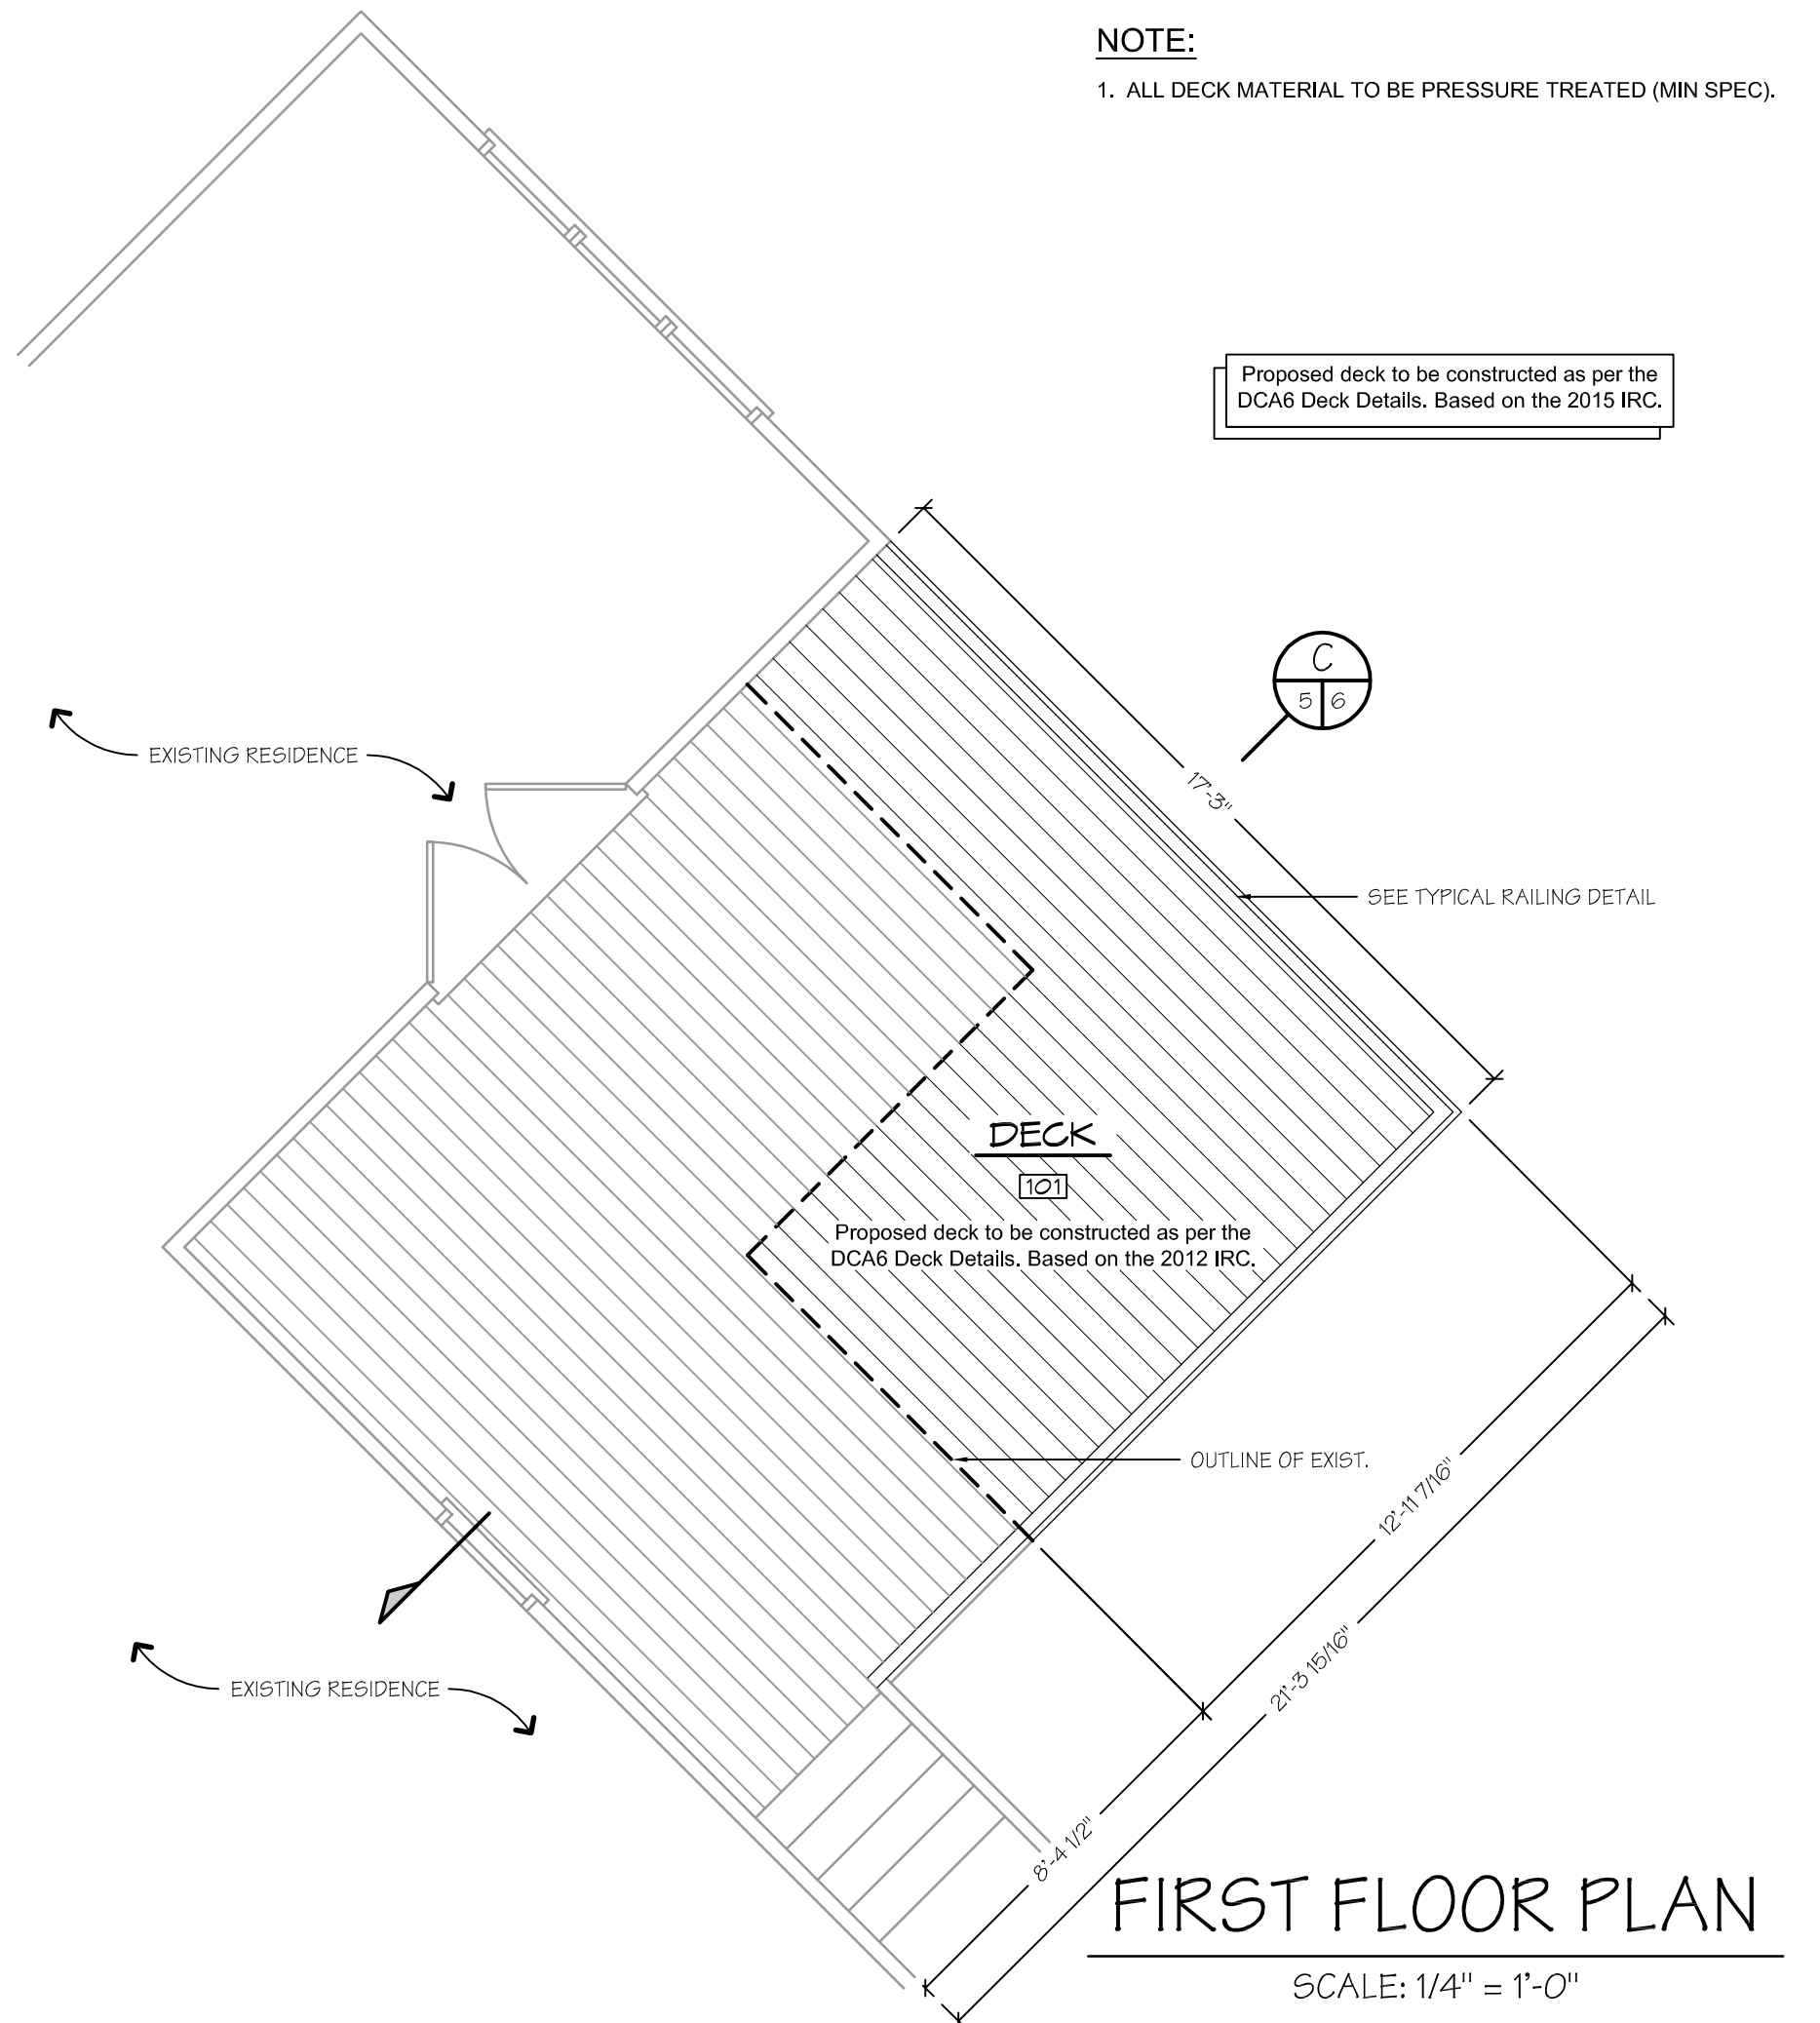 NOTE:
1. ALL DECK MATERIAL TO BE PRESSURE TREATED (MIN SPEC).
Proposed deck to be constructed as per the
DCA6 Deck Details. Based on the 2015 IRC.
C
5 6
EXISTING RESIDENCE
17'-3"
SEE TYPICAL RAILING DETAIL
DECK
101
Proposed deck to be constructed as per the
DCA6 Deck Details. Based on the 2012 IRC.
OUTLINE OF EXIST.
12'-11 7/16"
21'-3 15/16"
EXISTING RESIDENCE
8'-4 1/2"
FIRST FLOOR PLAN
SCALE: 1/4" = 1'-0"